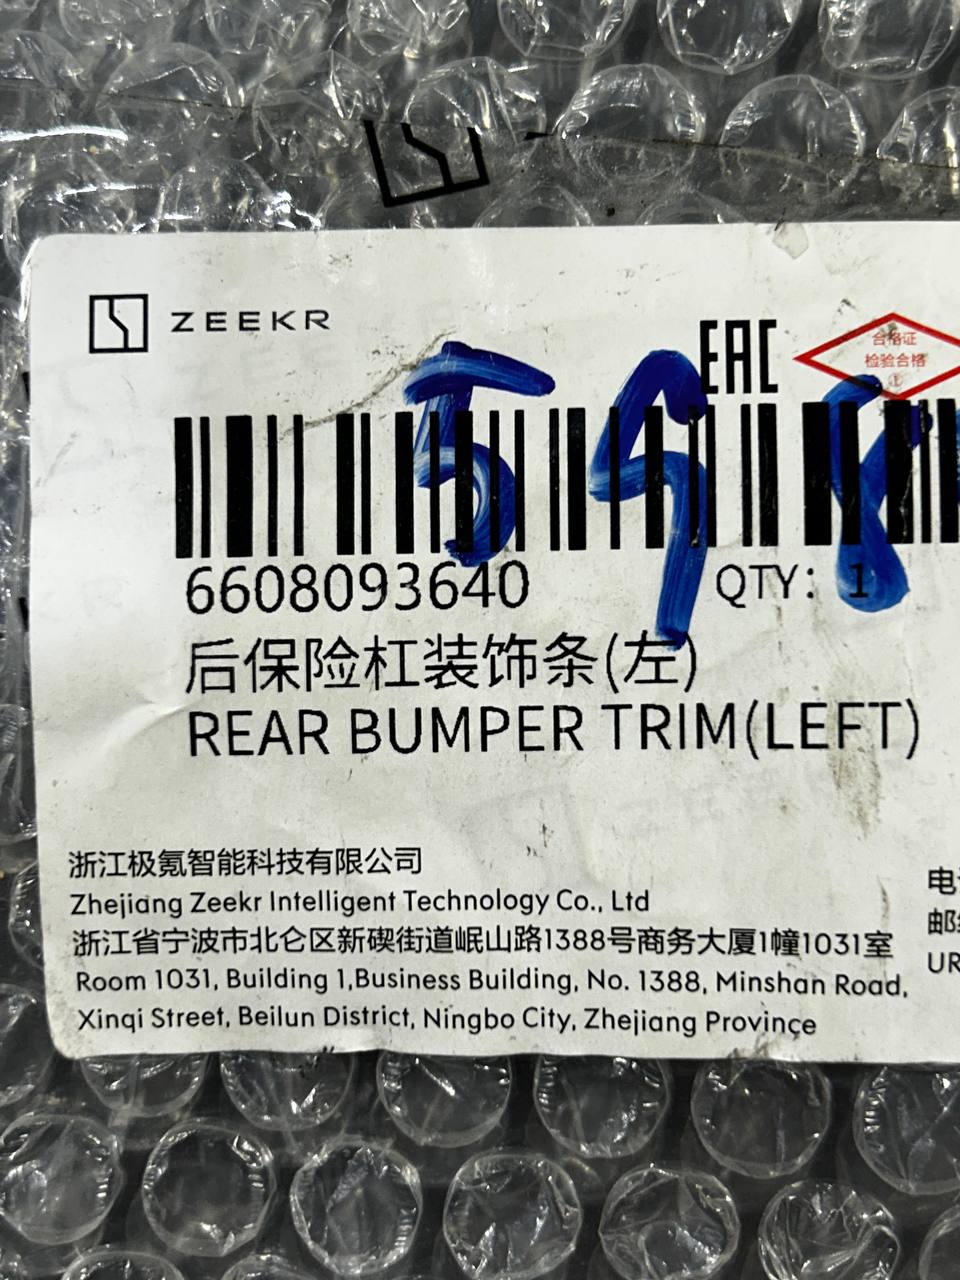 ZEEKR
EAC
合格证
检验合格
①
598
6608093640 QTY: 1
后保险杠装饰条(左)
REAR BUMPER TRIM(LEFT)
浙江极氪智能科技有限公司
Zhejiang Zeekr Intelligent Technology Co., Ltd
浙江省宁波市北仑区新碶街道岷山路1388号商务大厦1幢1031室
Room 1031, Building 1,Business Building, No. 1388, Minshan Road,
Xinqi Street, Beilun District, Ningbo City, Zhejiang Province
电
UR